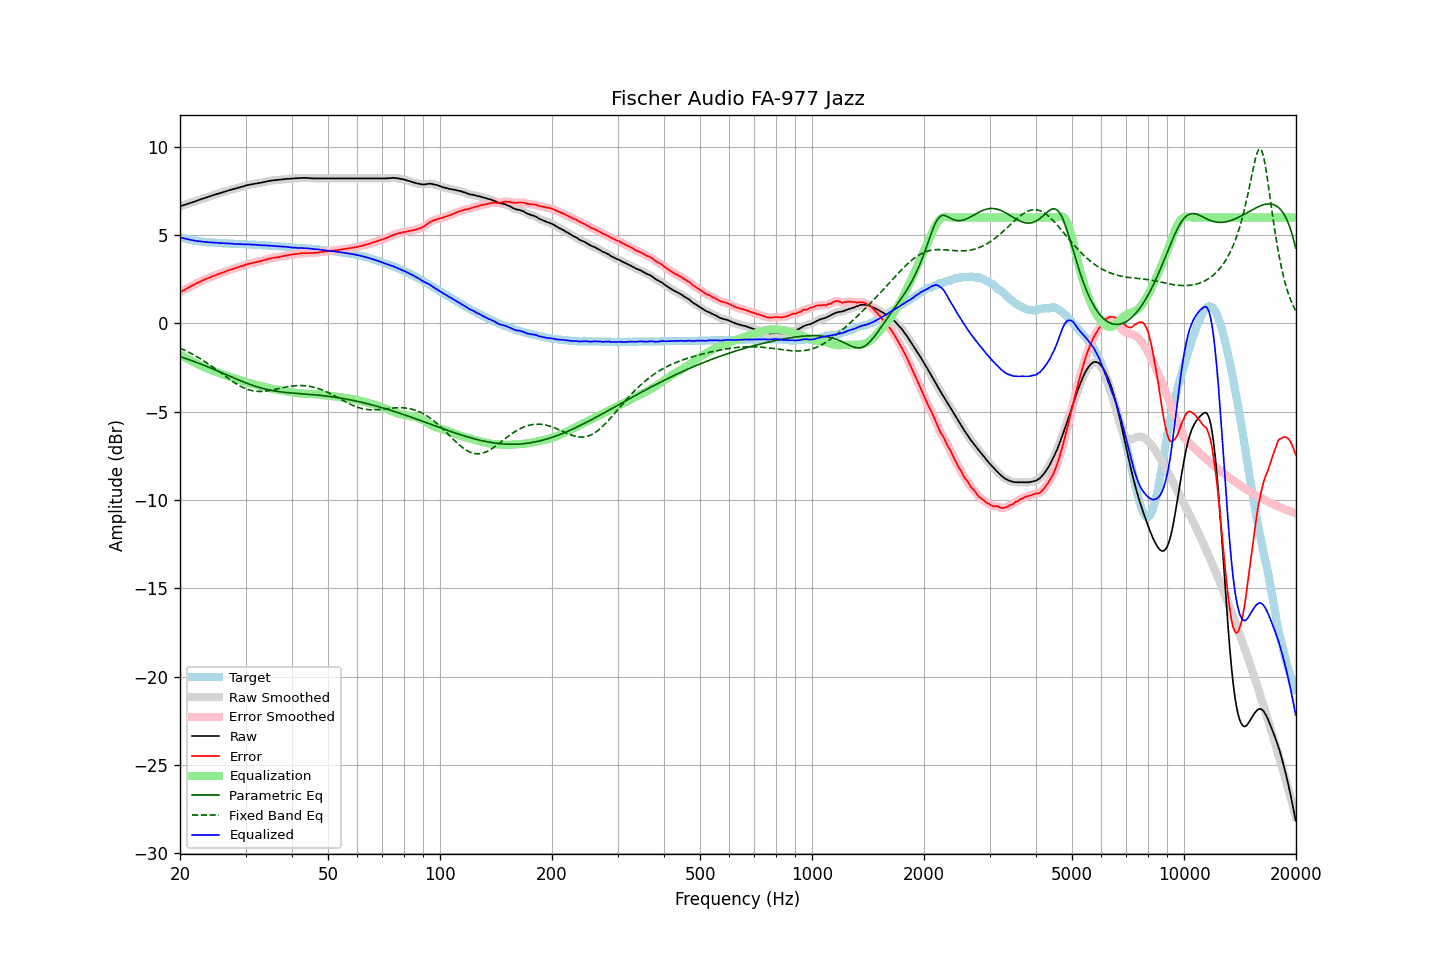 Fischer Audio FA-977 Jazz
10
5
0
−5
−10
−15
−20
−25
−30
Amplitude (dBr)
Target
Raw Smoothed
Error Smoothed
Raw
Error
Equalization
Parametric Eq
Fixed Band Eq
Equalized
20 50 100 200 500 1000 2000 5000 10000 20000
Frequency (Hz)